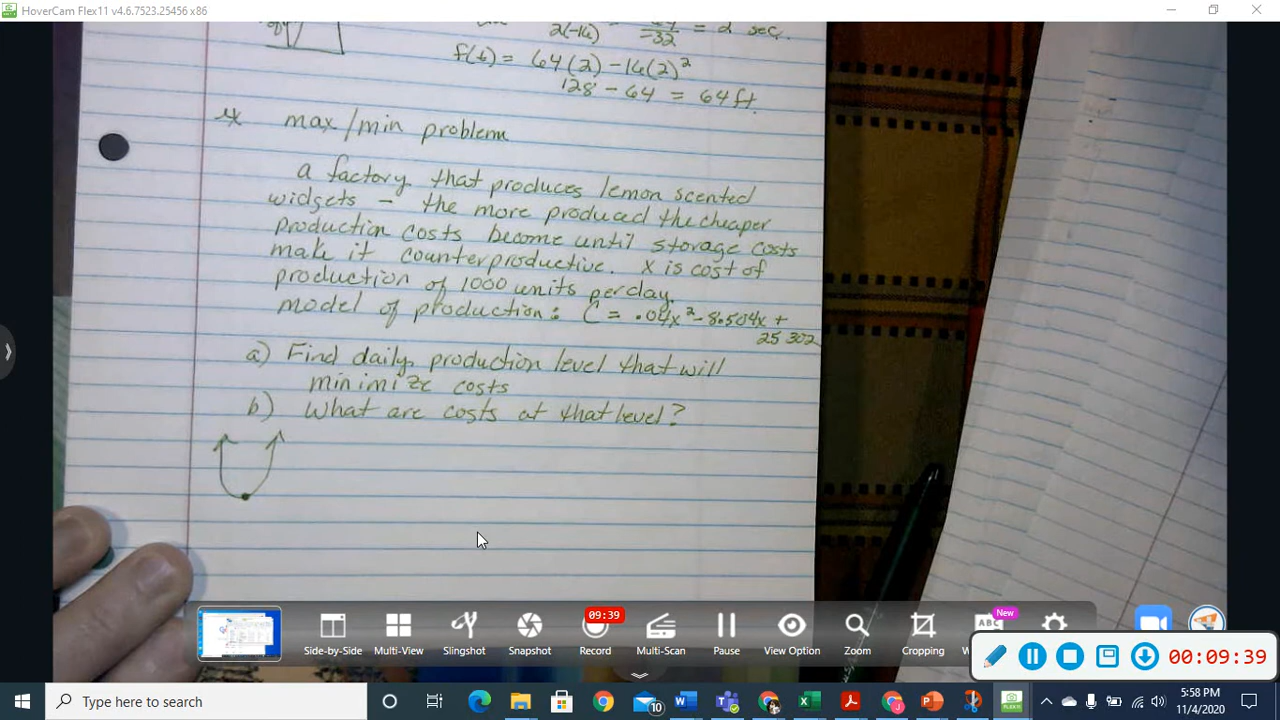 HoverCam Flex11 v4.6.7523.25456 x86
2(-16) -32 = 2 sec.
f(t) = 64(2) - 16(2)²
128 - 64 = 64 ft.
max/min problem
a factory that produces lemon scented
widgets - the more produced the cheaper
production costs become until storage costs
make it counterproductive. X is cost of
production of 1000 units per day.
model of production: C = .04x² - 8.504x +
25 302
a) Find daily production level that will
minimize costs
b) What are costs at that level?
09:39
New
ABC
Side-by-Side Multi-View Slingshot Snapshot Record Multi-Scan Pause View Option Zoom Cropping
00:09:39
Type here to search
10
FLEX11
5:58 PM
11/4/2020